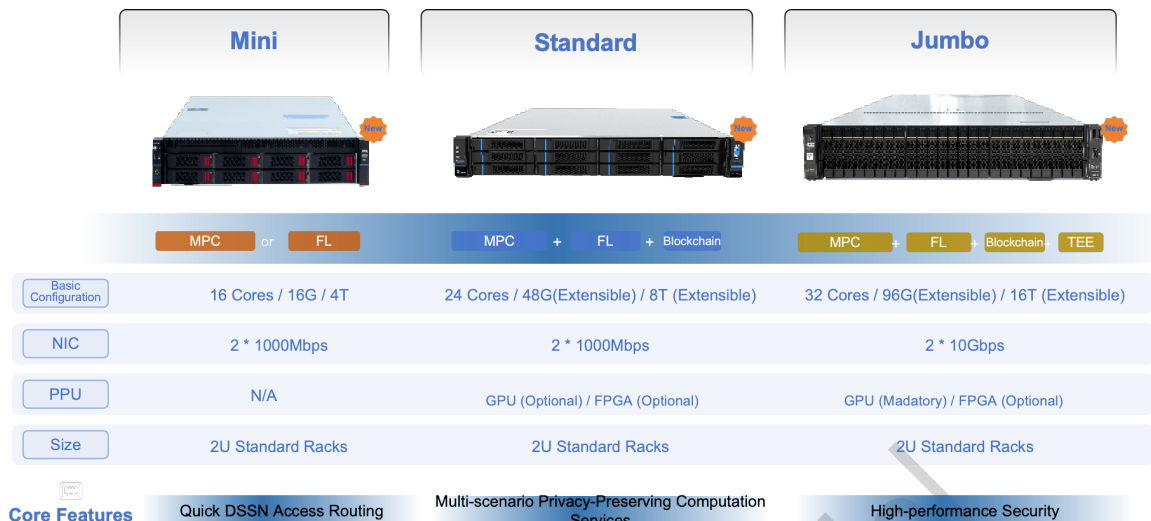 Mini
Standard
Jumbo
New
New
New
MPC or FL
MPC + FL + Blockchain
MPC + FL + Blockchain + TEE
Basic
Configuration
16 Cores / 16G / 4T
24 Cores / 48G(Extensible) / 8T (Extensible)
32 Cores / 96G(Extensible) / 16T (Extensible)
NIC
2 * 1000Mbps
2 * 1000Mbps
2 * 10Gbps
PPU
N/A
GPU (Optional) / FPGA (Optional)
GPU (Madatory) / FPGA (Optional)
Size
2U Standard Racks
2U Standard Racks
2U Standard Racks
Core Features
Quick DSSN Access Routing
Multi-scenario Privacy-Preserving Computation
Services
High-performance Security